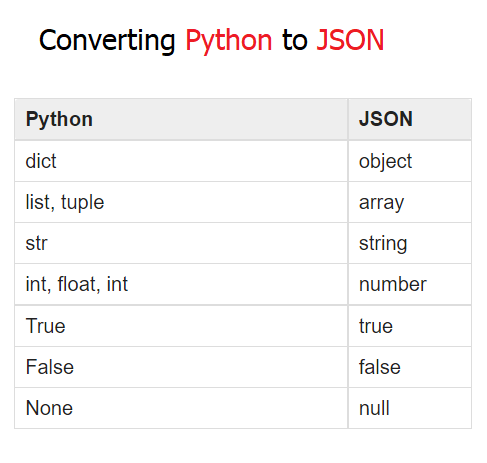 Converting Python to JSON
Python JSON
dict object
list, tuple array
str string
int, float, int number
True true
False false
None null